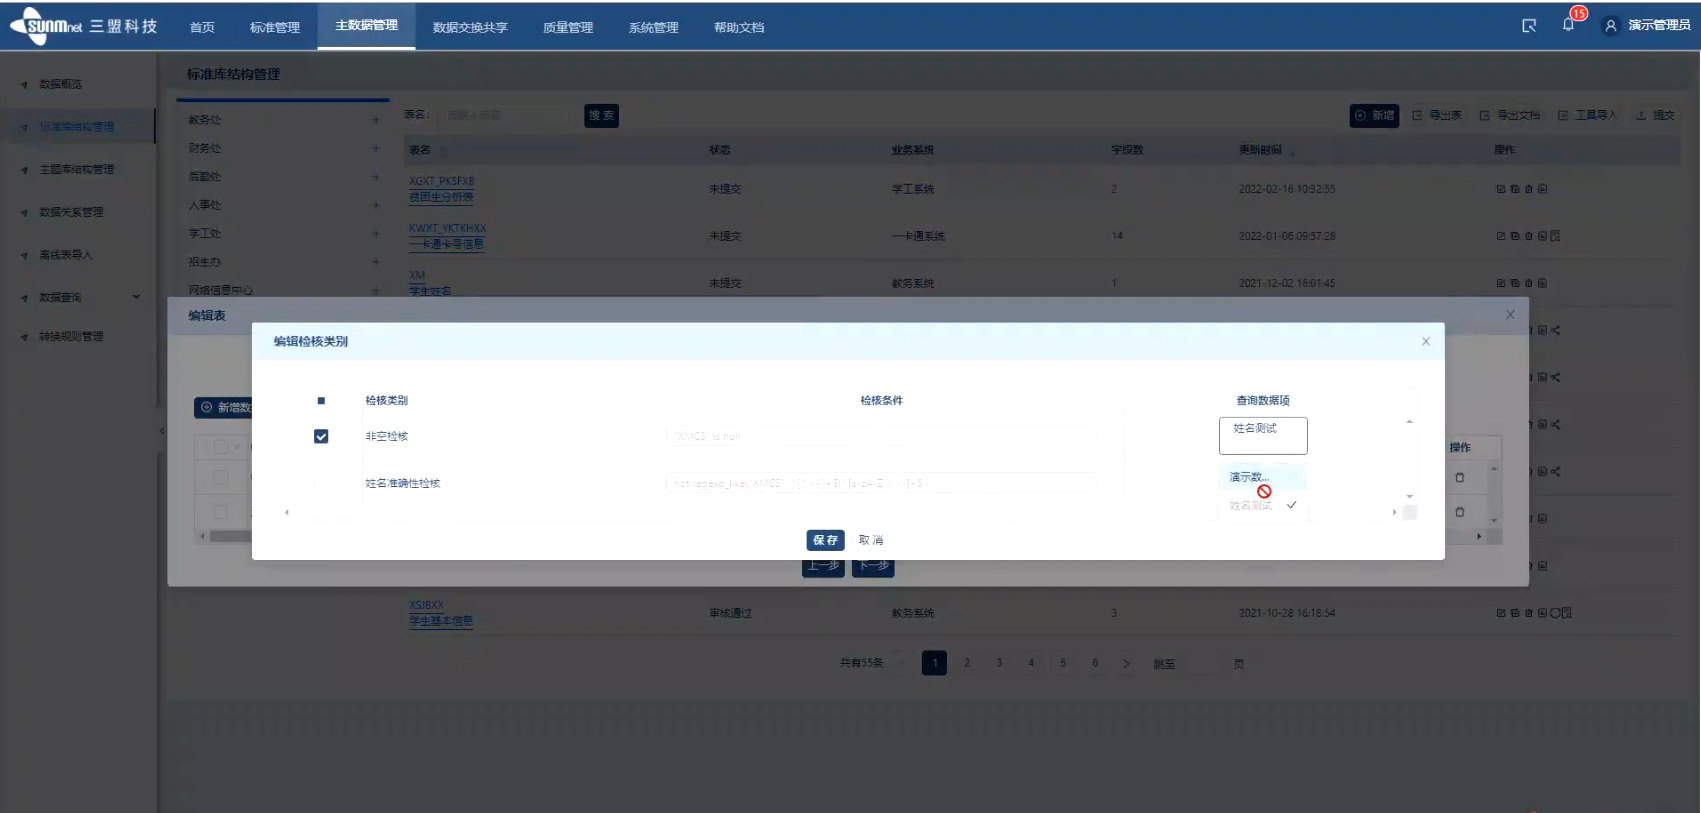 sunmnet 三盟科技
首页
标准管理
主数据管理
数据交换共享
质量管理
系统管理
帮助文档
15
演示管理员
数据概览
标准库结构管理
主题库结构管理
数据关系管理
离线表导入
数据查询
转换规则管理
标准库结构管理
教务处
财务处
后勤处
人事处
学工处
招生办
网络信息中心
表名:
搜 索
新增
导出表
导出文档
工具导入
提交
表名 状态 业务系统 字段数 更新时间 操作
XGXT_PKSFXB
贫困生分析表
未提交 学工系统 2 2022-02-16 10:32:55
KWXT_YKTKHXX
一卡通卡号信息
未提交 一卡通系统 14 2022-01-06 09:57:28
XM
学生姓名
未提交 教务系统 1 2021-12-02 16:01:45
编辑表
新增数
操作
编辑检核类别
检核类别 检核条件 查询数据项
非空检核 "XMCS" is null 姓名测试
姓名准确性检核
演示数...
姓名测试
保 存 取 消
上一步 下一步
XSJBXX
学生基本信息
审核通过 教务系统 3 2021-10-28 16:18:54
共有55条 1 2 3 4 5 6 跳至 页